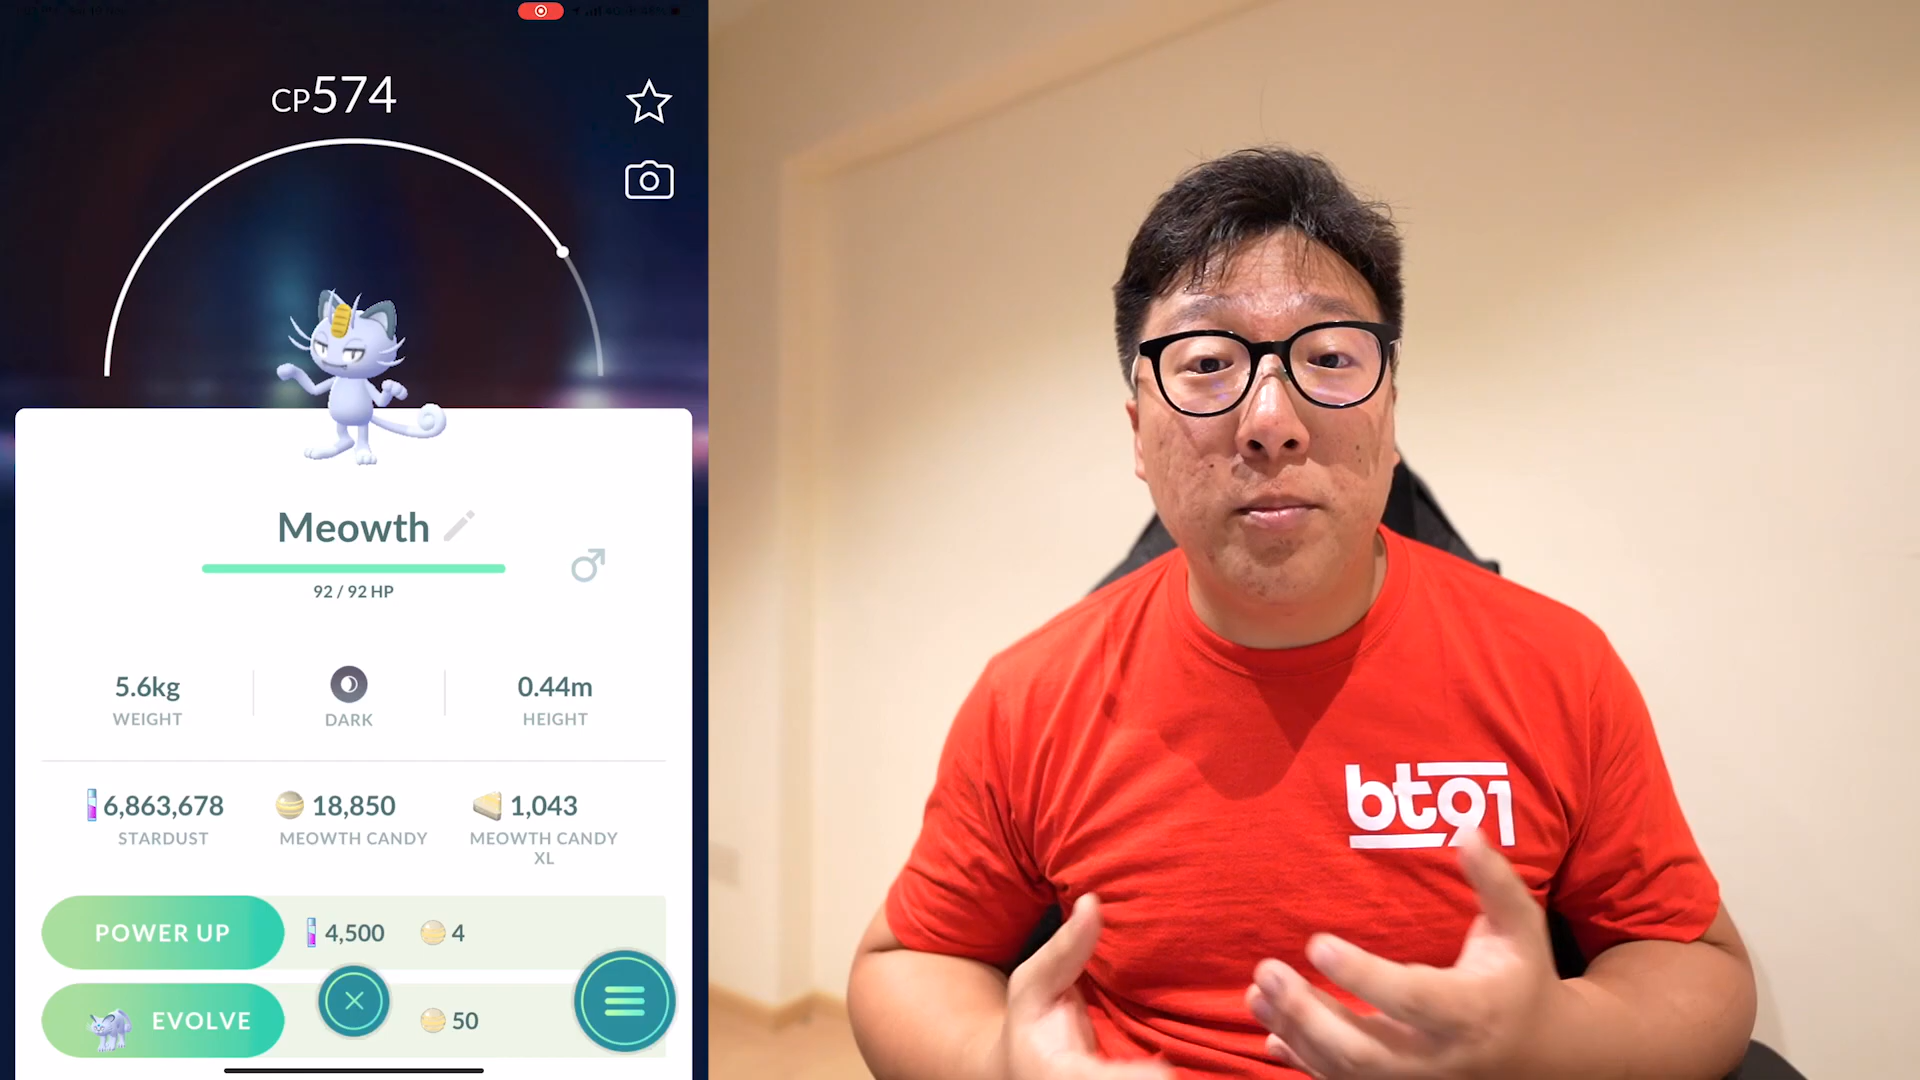 CP574
Meowth
92 / 92 HP
5.6kg
WEIGHT
DARK
0.44m
HEIGHT
6,863,678
STARDUST
18,850
MEOWTH CANDY
1,043
MEOWTH CANDY
XL
POWER UP
4,500
4
EVOLVE
50
bt91